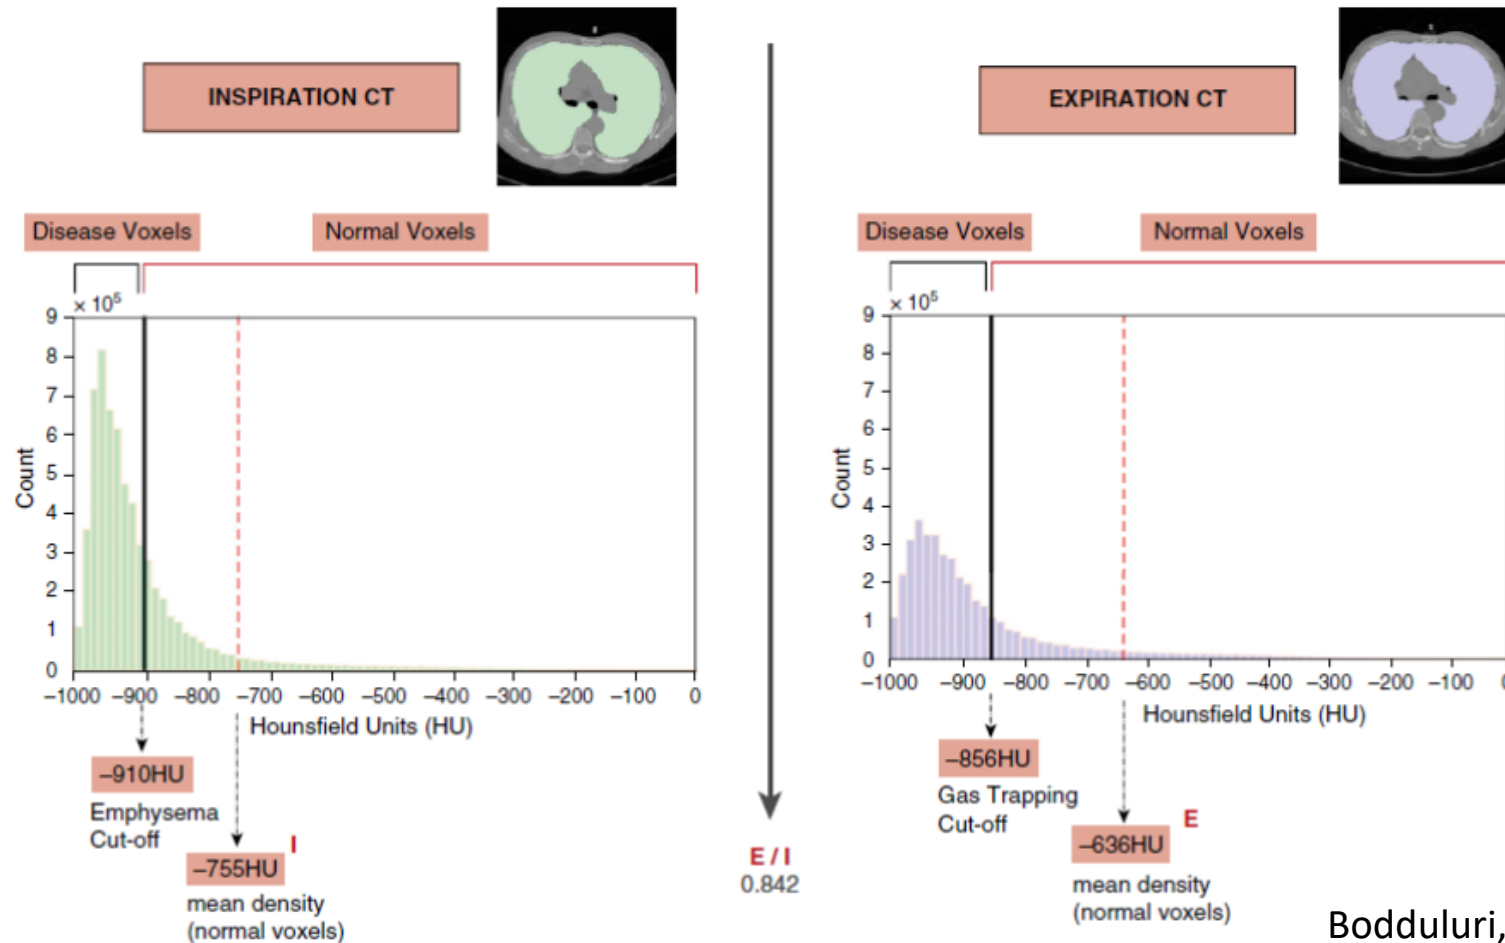 INSPIRATION CT
Disease Voxels
Normal Voxels
× 10⁵
9
8
7
6
5
4
3
2
1
0
Count
–1000 –900 –800 –700 –600 –500 –400 –300 –200 –100 0
Hounsfield Units (HU)
–910HU
Emphysema
Cut-off
I
–755HU
mean density
(normal voxels)
E / I
0.842
EXPIRATION CT
Disease Voxels
Normal Voxels
× 10⁵
9
8
7
6
5
4
3
2
1
0
Count
–1000 –900 –800 –700 –600 –500 –400 –300 –200 –100 0
Hounsfield Units (HU)
–856HU
Gas Trapping
Cut-off
E
–636HU
mean density
(normal voxels)
Bodduluri,